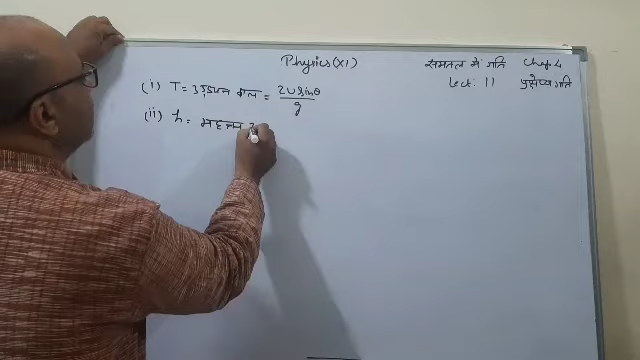 Physics (XI)
समतल में गति Chap. 4
Lect: 11 प्रक्षेप्य गति
(i) T = उड्डयन काल = 2u sinθ / g
(ii) h = महत्तम